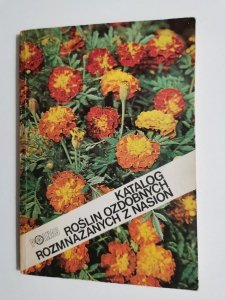 KATALOG
ROŚLIN OZDOBNYCH
ROZMNAŻANYCH Z NASION